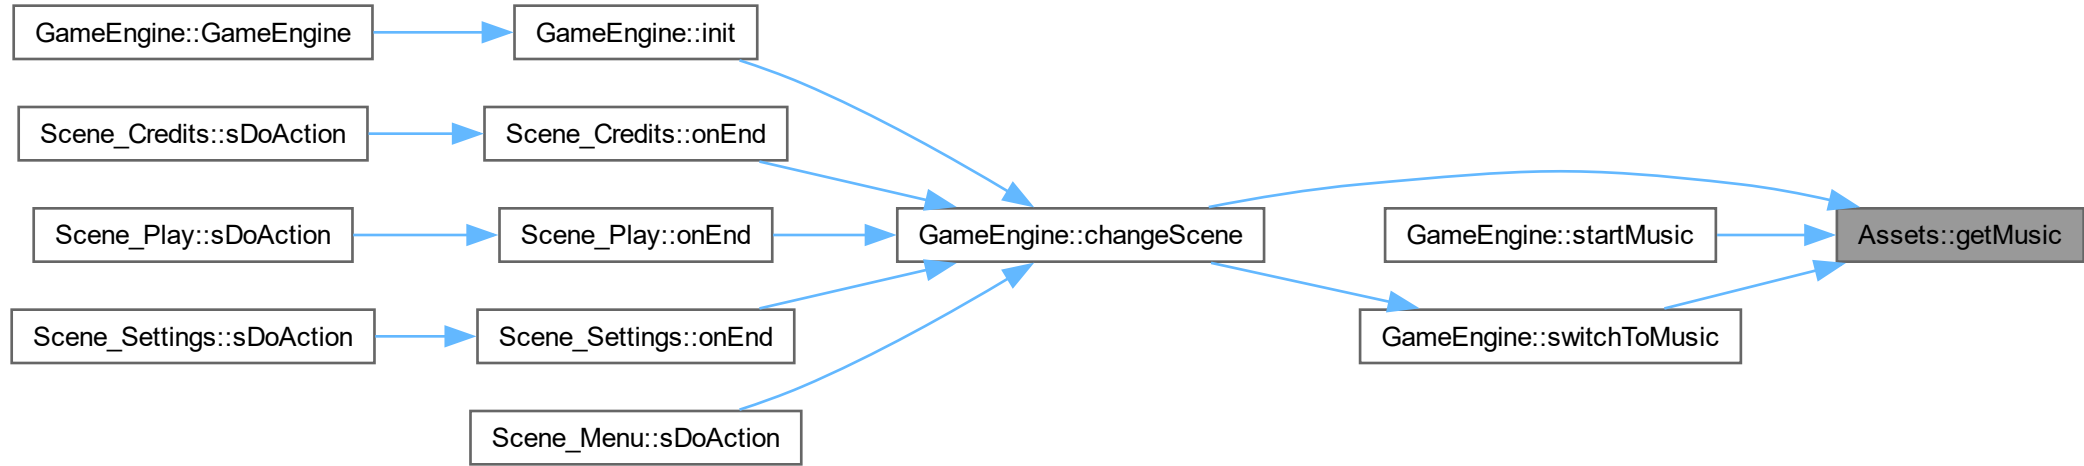 GameEngine::GameEngine
GameEngine::init
Scene_Credits::sDoAction
Scene_Credits::onEnd
Scene_Play::sDoAction
Scene_Play::onEnd
GameEngine::changeScene
GameEngine::startMusic
Assets::getMusic
Scene_Settings::sDoAction
Scene_Settings::onEnd
GameEngine::switchToMusic
Scene_Menu::sDoAction